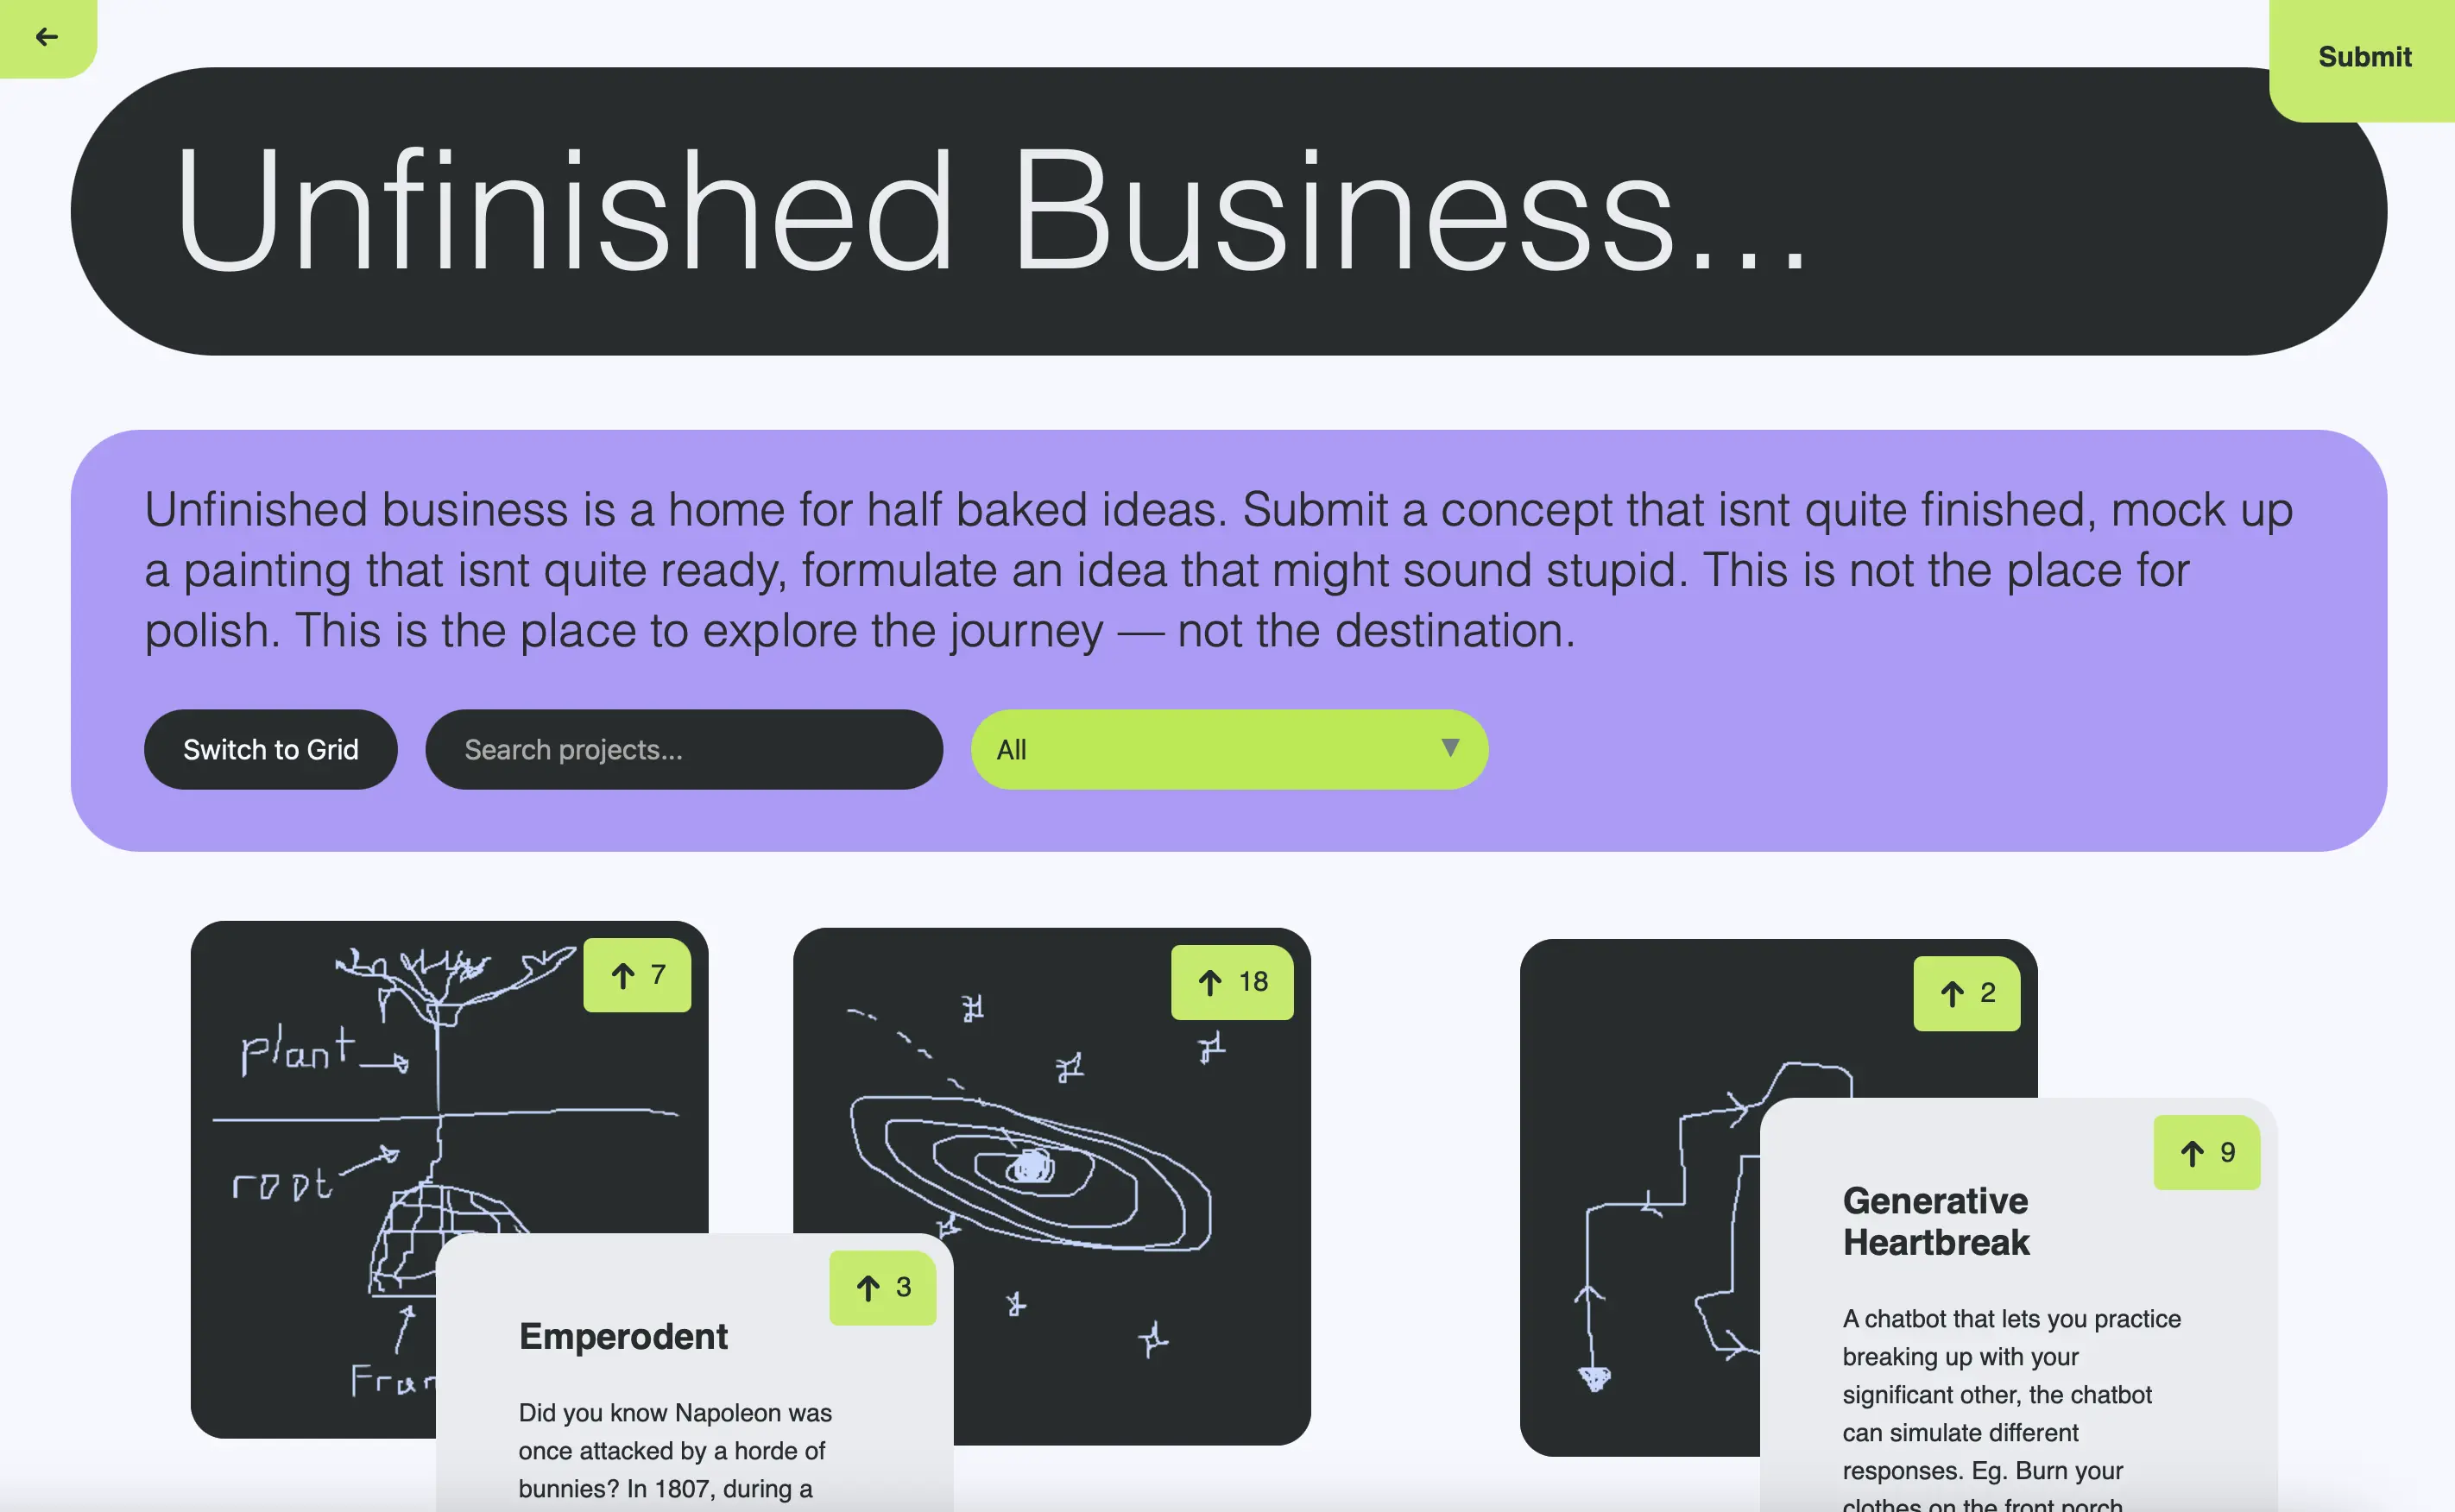 Submit
Unfinished Business...
Unfinished business is a home for half baked ideas. Submit a concept that isnt quite finished, mock up
a painting that isnt quite ready, formulate an idea that might sound stupid. This is not the place for
polish. This is the place to explore the journey — not the destination.
Switch to Grid
Search projects...
All
7
plant
root
18
2
3
Emperodent
Did you know Napoleon was
once attacked by a horde of
bunnies? In 1807, during a
9
Generative
Heartbreak
A chatbot that lets you practice
breaking up with your
significant other, the chatbot
can simulate different
responses. Eg. Burn your
clothes on the front porch